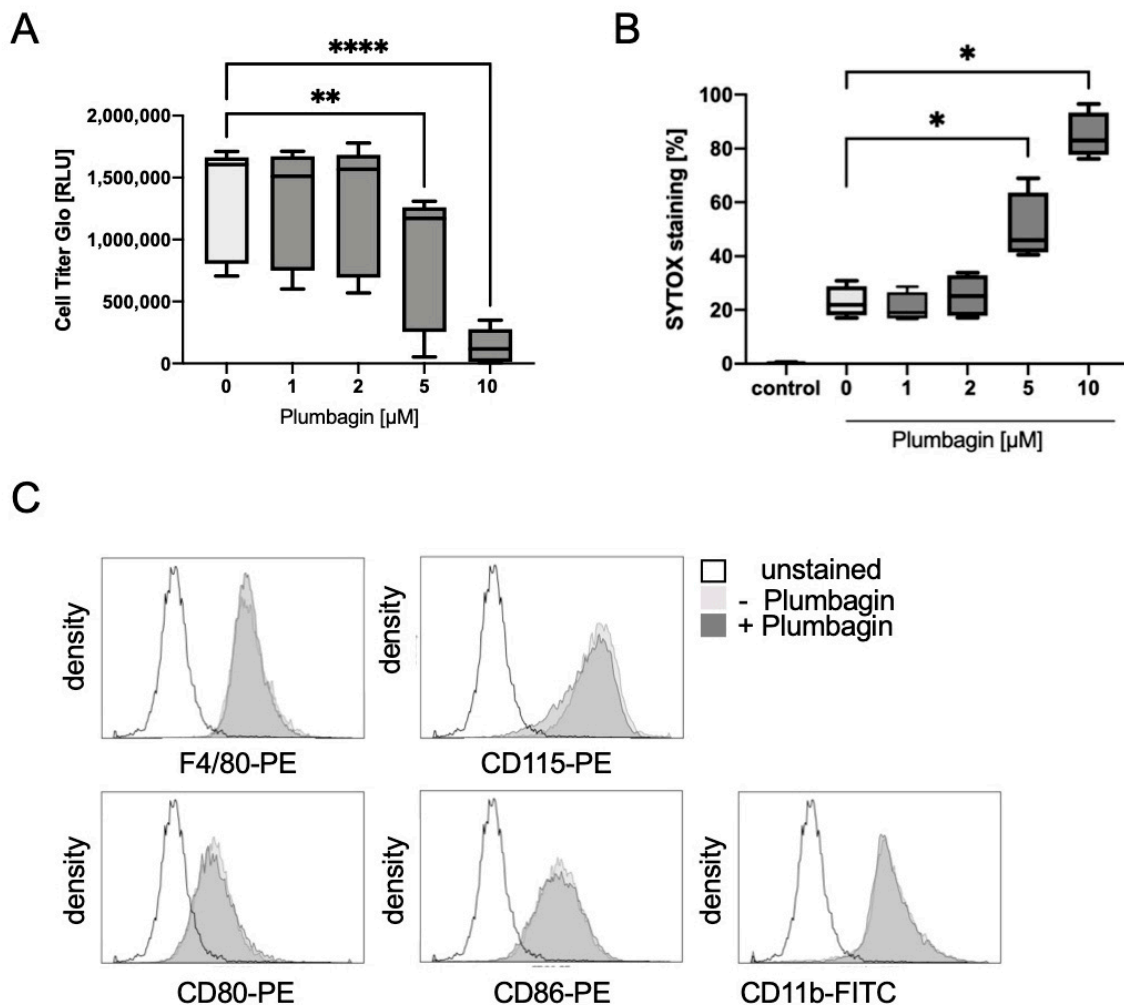 A
****
**
2,000,000
1,500,000
1,000,000
500,000
0
Cell Titer Glo [RLU]
0 1 2 5 10
Plumbagin [µM]
B
*
*
100
80
60
40
20
0
SYTOX staining [%]
control 0 1 2 5 10
Plumbagin [µM]
C
density
F4/80-PE
density
CD115-PE
unstained
- Plumbagin
+ Plumbagin
density
CD80-PE
density
CD86-PE
density
CD11b-FITC